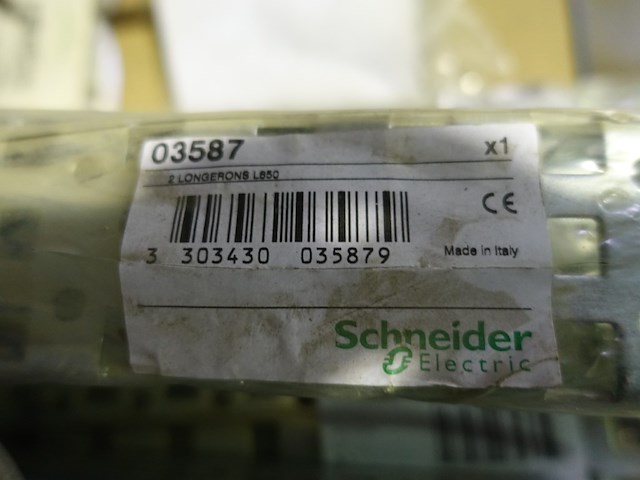 03587 x1
2 LONGERONS L650
CE
3 303430 035879 Made in Italy
Schneider
Electric